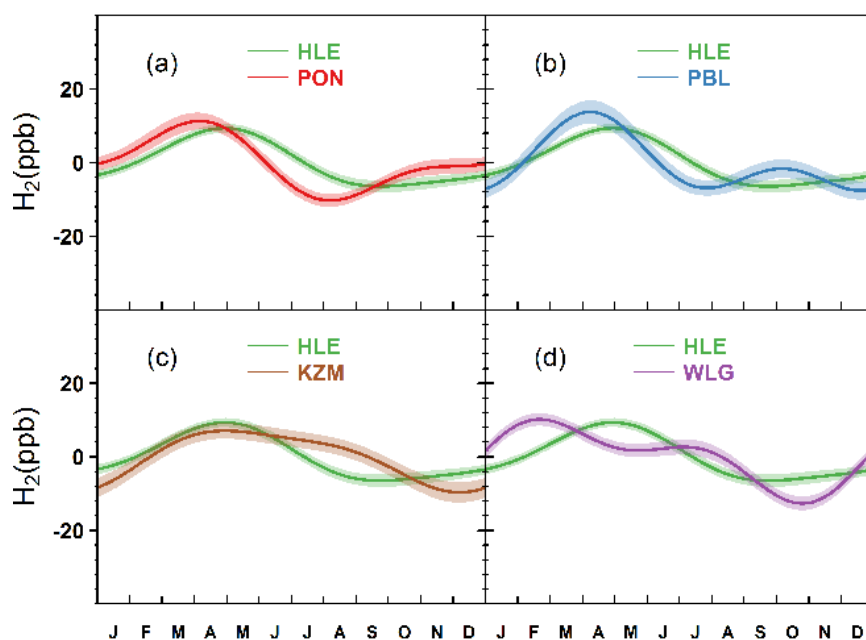 (a) HLE
PON
(b) HLE
PBL
H2(ppb)
20
0
-20
(c) HLE
KZM
(d) HLE
WLG
H2(ppb)
20
0
-20
J F M A M J J A S O N D
J F M A M J J A S O N D